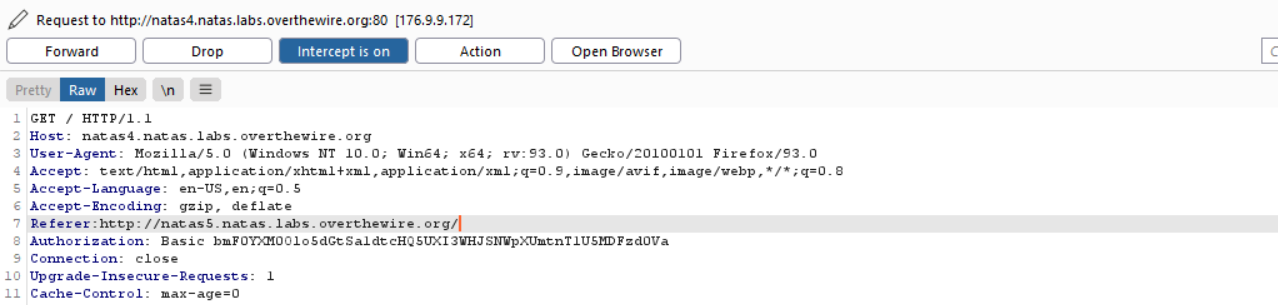 Request to http://natas4.natas.labs.overthewire.org:80 [176.9.9.172]
Forward Drop Intercept is on Action Open Browser
Pretty Raw Hex \n
1 GET / HTTP/1.1
2 Host: natas4.natas.labs.overthewire.org
3 User-Agent: Mozilla/5.0 (Windows NT 10.0; Win64; x64; rv:93.0) Gecko/20100101 Firefox/93.0
4 Accept: text/html,application/xhtml+xml,application/xml;q=0.9,image/avif,image/webp,*/*;q=0.8
5 Accept-Language: en-US,en;q=0.5
6 Accept-Encoding: gzip, deflate
7 Referer:http://natas5.natas.labs.overthewire.org/
8 Authorization: Basic bmF0YXM0Olo5dGtSa1dtcHQ5UXI3WHJSNWpXUmtnT1U5MDFzd0Va
9 Connection: close
10 Upgrade-Insecure-Requests: 1
11 Cache-Control: max-age=0